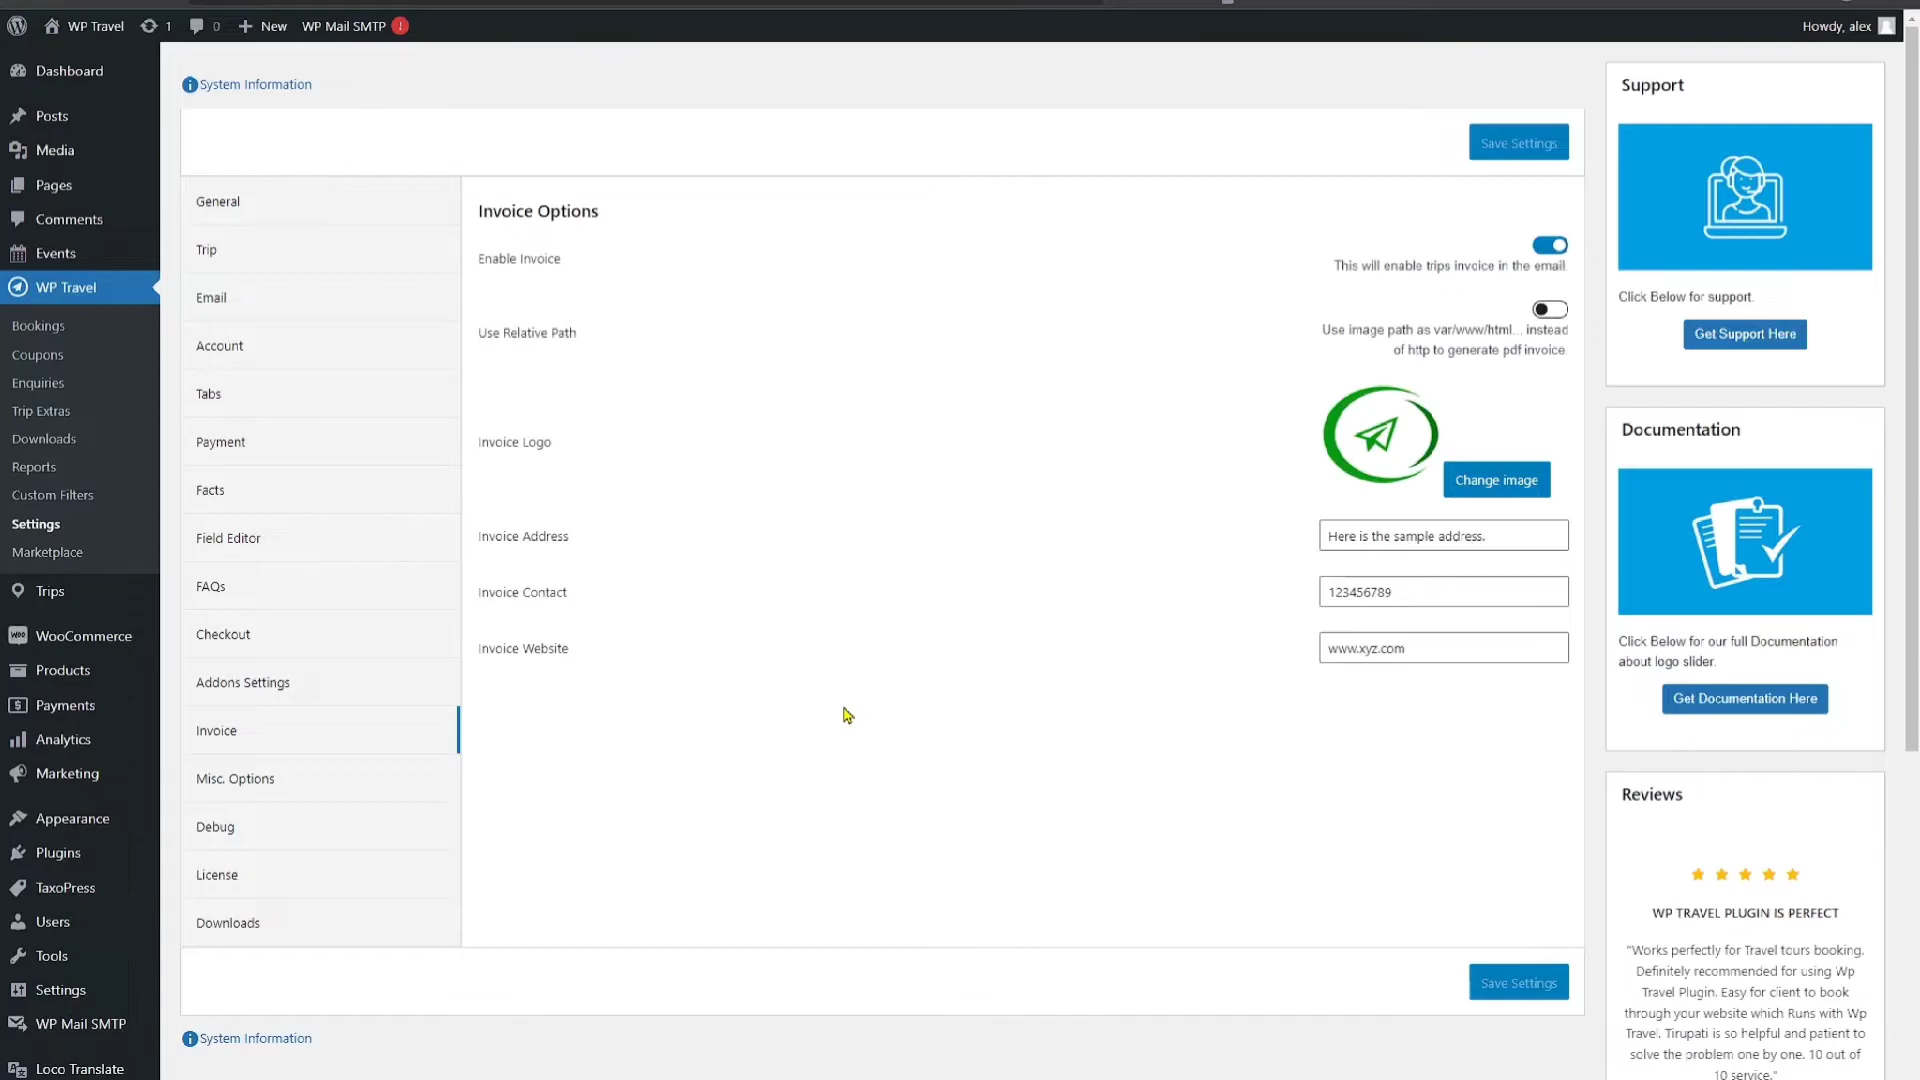 WP Travel
1
0
New
WP Mail SMTP
!
Howdy, alex
Dashboard
Posts
Media
Pages
Comments
Events
WP Travel
Bookings
Coupons
Enquiries
Trip Extras
Downloads
Reports
Custom Filters
Settings
Marketplace
Trips
WooCommerce
Products
Payments
Analytics
Marketing
Appearance
Plugins
TaxoPress
Users
Tools
Settings
WP Mail SMTP
Loco Translate
System Information
Save Settings
General
Trip
Email
Account
Tabs
Payment
Facts
Field Editor
FAQs
Checkout
Addons Settings
Invoice
Misc. Options
Debug
License
Downloads
Invoice Options
Enable Invoice
This will enable trips invoice in the email.
Use Relative Path
Use image path as var/www/html... instead
of http to generate pdf invoice.
Invoice Logo
Change image
Invoice Address
Here is the sample address.
Invoice Contact
123456789
Invoice Website
www.xyz.com
Save Settings
System Information
Support
Click Below for support.
Get Support Here
Documentation
Click Below for our full Documentation
about logo slider.
Get Documentation Here
Reviews
WP TRAVEL PLUGIN IS PERFECT
"Works perfectly for Travel tours booking.
Definitely recommended for using Wp
Travel Plugin. Easy for client to book
through your website which Runs with Wp
Travel. Tirupati is so helpful and patient to
solve the problem one by one. 10 out of
10 service."